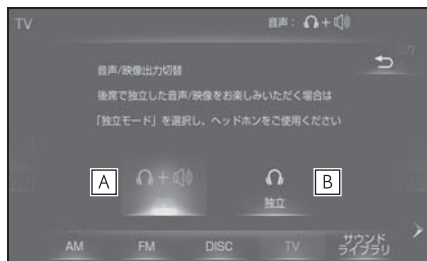 TV
音声： +
音声/映像出力切替
後席で独立した音声/映像をお楽しみいただく場合は
「独立モード」を選択し、ヘッドホンをご使用ください
A
+
B
独立
AM FM DISC TV サウンド
ライブラリ